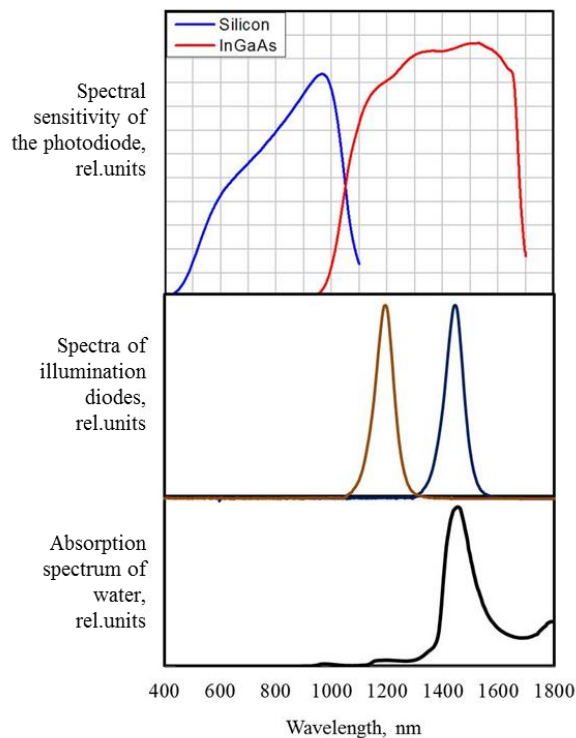 Silicon
InGaAs
Spectral
sensitivity of
the photodiode,
rel.units
Spectra of
illumination
diodes,
rel.units
Absorption
spectrum of
water,
rel.units
400 600 800 1000 1200 1400 1600 1800
Wavelength, nm